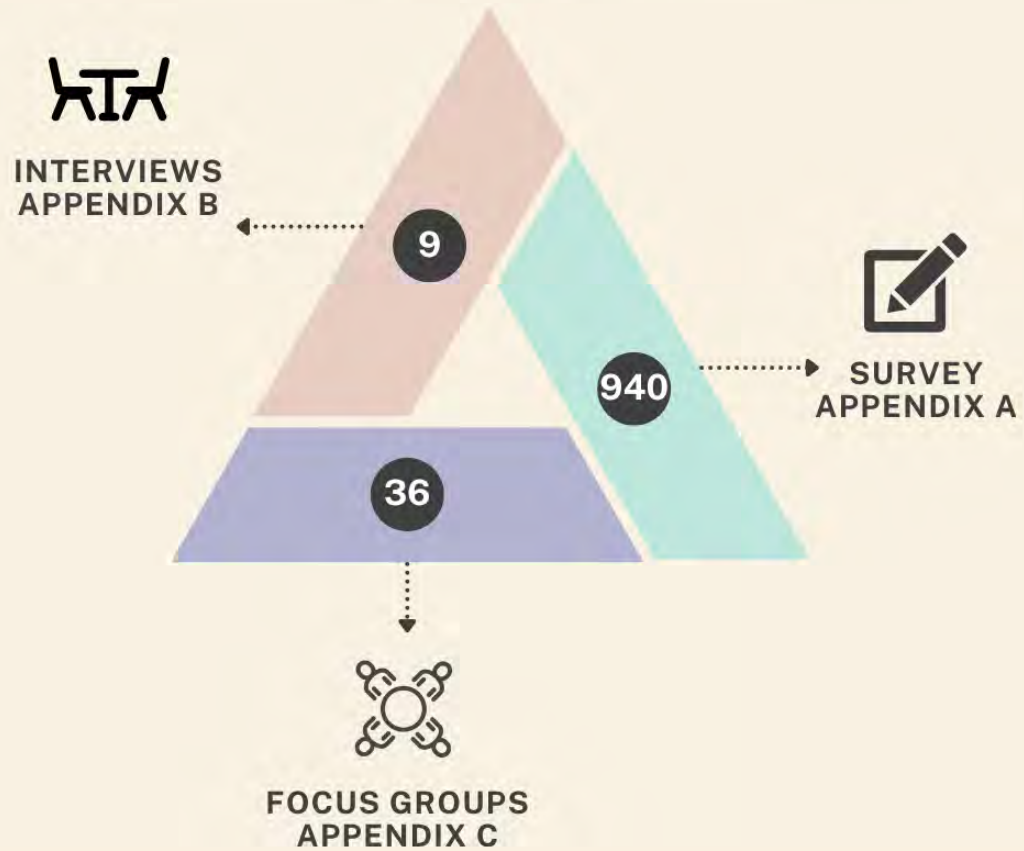 INTERVIEWS
APPENDIX B
9
940
SURVEY
APPENDIX A
36
FOCUS GROUPS
APPENDIX C